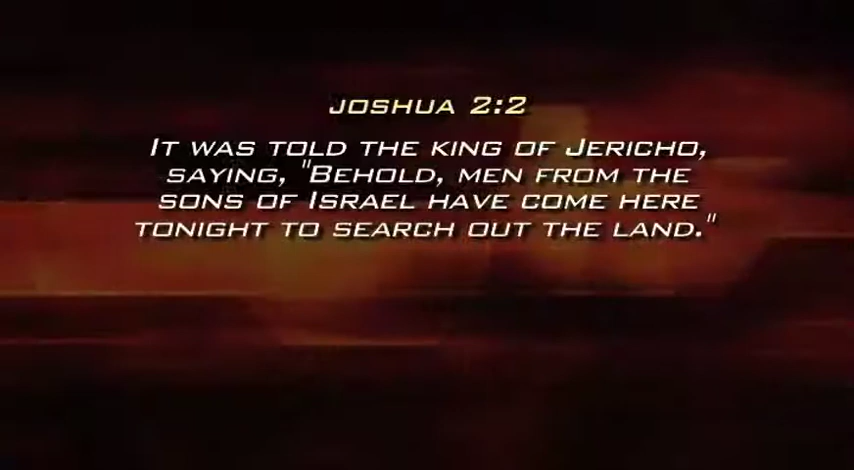 JOSHUA 2:2
IT WAS TOLD THE KING OF JERICHO,
SAYING, "BEHOLD, MEN FROM THE
SONS OF ISRAEL HAVE COME HERE
TONIGHT TO SEARCH OUT THE LAND."